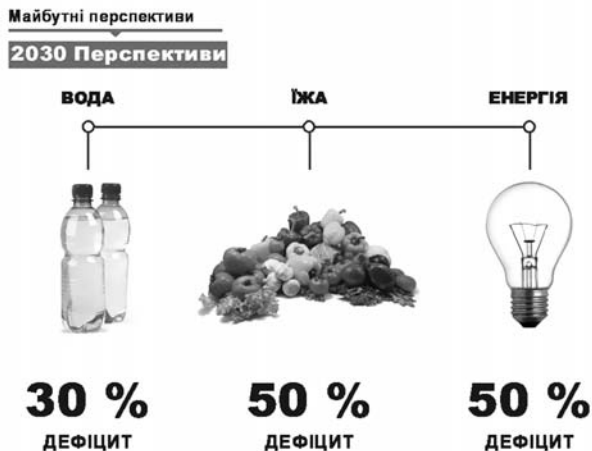 Майбутні перспективи
2030 Перспективи
ВОДА ЇЖА ЕНЕРГІЯ
30 % 50 % 50 %
ДЕФІЦИТ ДЕФІЦИТ ДЕФІЦИТ